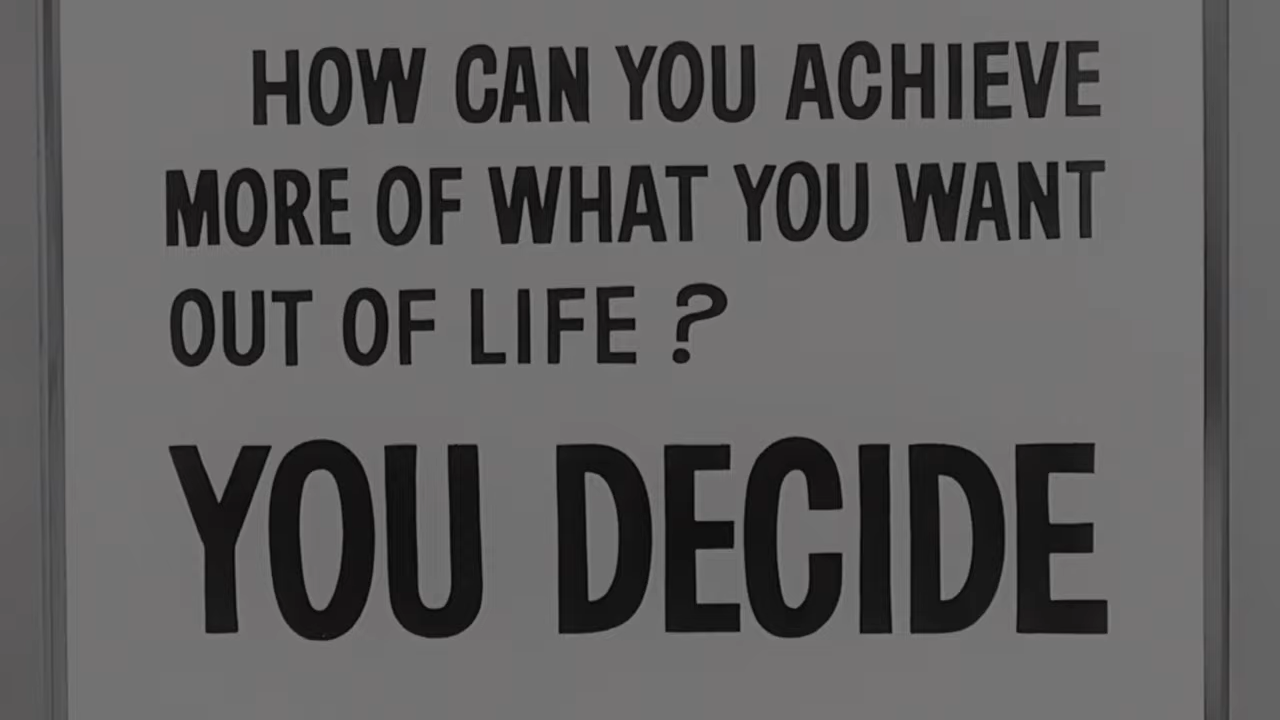 HOW CAN YOU ACHIEVE
MORE OF WHAT YOU WANT
OUT OF LIFE ?
YOU DECIDE